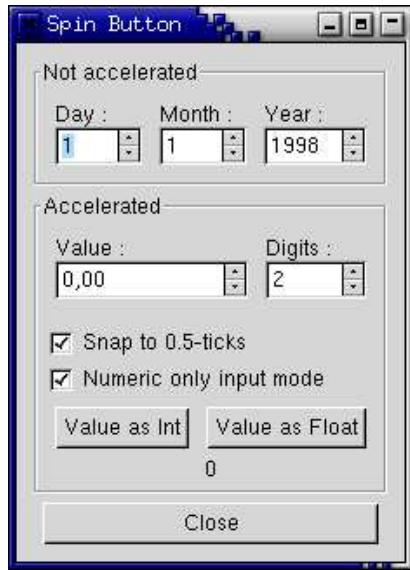 Spin Button
Not accelerated
Day : Month : Year :
1 1 1998
Accelerated
Value : Digits :
0,00 2
Snap to 0.5-ticks
Numeric only input mode
Value as Int Value as Float
0
Close